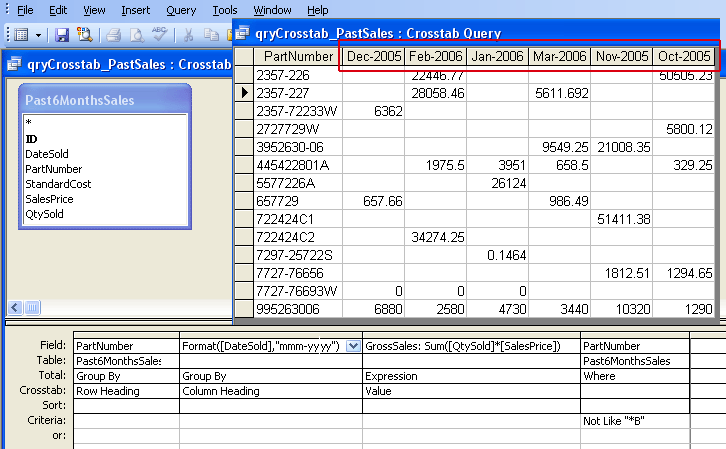 File Edit View Insert Query Tools Window Help
qryCrosstab_PastSales : Crosstab
Past6MonthsSales
*
ID
DateSold
PartNumber
StandardCost
SalesPrice
QtySold
qryCrosstab_PastSales : Crosstab Query
PartNumber Dec-2005 Feb-2006 Jan-2006 Mar-2006 Nov-2005 Oct-2005
2357-226 22446.77 50505.23
2357-227 28058.46 5611.692
2357-72233W 6362
2727729W 5800.12
3952630-06 9549.25 21008.35
445422801A 1975.5 3951 658.5 329.25
5577226A 26124
657729 657.66 986.49
722424C1 51411.38
722424C2 34274.25
7297-25722S 0.1464
7727-76656 1812.51 1294.65
7727-76693W 0 0 0
995263006 6880 2580 4730 3440 10320 1290
Field: PartNumber Format([DateSold],"mmm-yyyy") GrossSales: Sum([QtySold]*[SalesPrice]) PartNumber
Table: Past6MonthsSales Past6MonthsSales
Total: Group By Group By Expression Where
Crosstab: Row Heading Column Heading Value
Sort:
Criteria: Not Like "*B"
or: